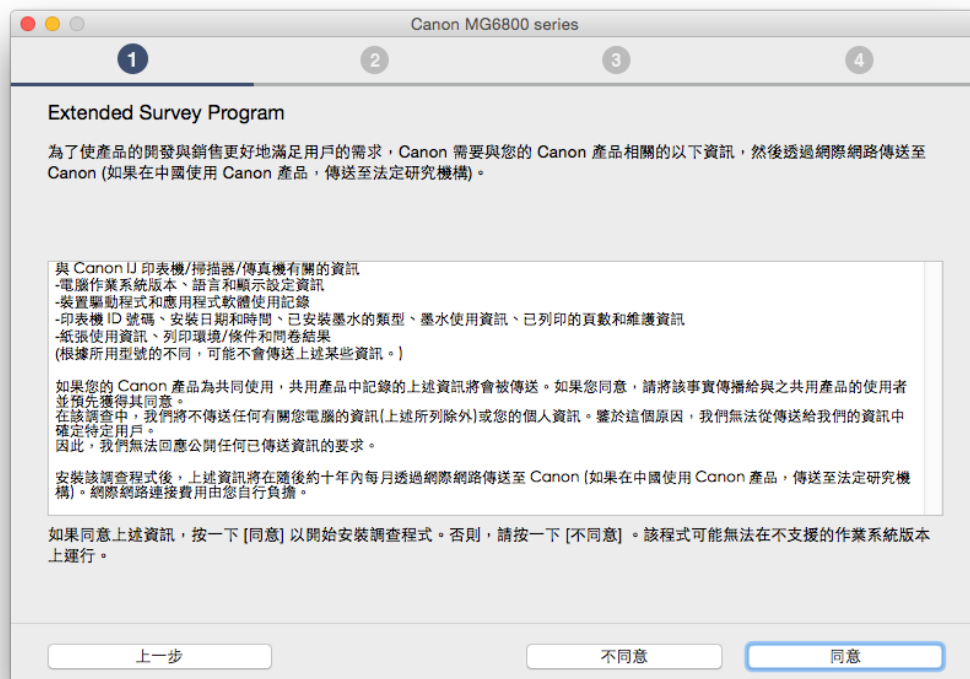 Canon MG6800 series
1
2
3
4
Extended Survey Program
為了使產品的開發與銷售更好地滿足用戶的需求，Canon 需要與您的 Canon 產品相關的以下資訊，然後透過網際網路傳送至
Canon (如果在中國使用 Canon 產品，傳送至法定研究機構)。
與 Canon IJ 印表機/掃描器/傳真機有關的資訊
-電腦作業系統版本、語言和顯示設定資訊
-裝置驅動程式和應用程式軟體使用記錄
-印表機 ID 號碼、安裝日期和時間、已安裝墨水的類型、墨水使用資訊、已列印的頁數和維護資訊
-紙張使用資訊、列印環境/條件和問卷結果
(根據所用型號的不同，可能不會傳送上述某些資訊。)
如果您的 Canon 產品為共同使用，共用產品中記錄的上述資訊將會被傳送。如果您同意，請將該事實傳播給與之共用產品的使用者
並預先獲得其同意。
在該調查中，我們將不傳送任何有關您電腦的資訊(上述所列除外)或您的個人資訊。鑒於這個原因，我們無法從傳送給我們的資訊中
確定特定用戶。
因此，我們無法回應公開任何已傳送資訊的要求。
安裝該調查程式後，上述資訊將在隨後約十年內每月透過網際網路傳送至 Canon (如果在中國使用 Canon 產品，傳送至法定研究機
構)。網際網路連接費用由您自行負擔。
如果同意上述資訊，按一下 [同意] 以開始安裝調查程式。否則，請按一下 [不同意] 。該程式可能無法在不支援的作業系統版本
上運行。
上一步
不同意
同意